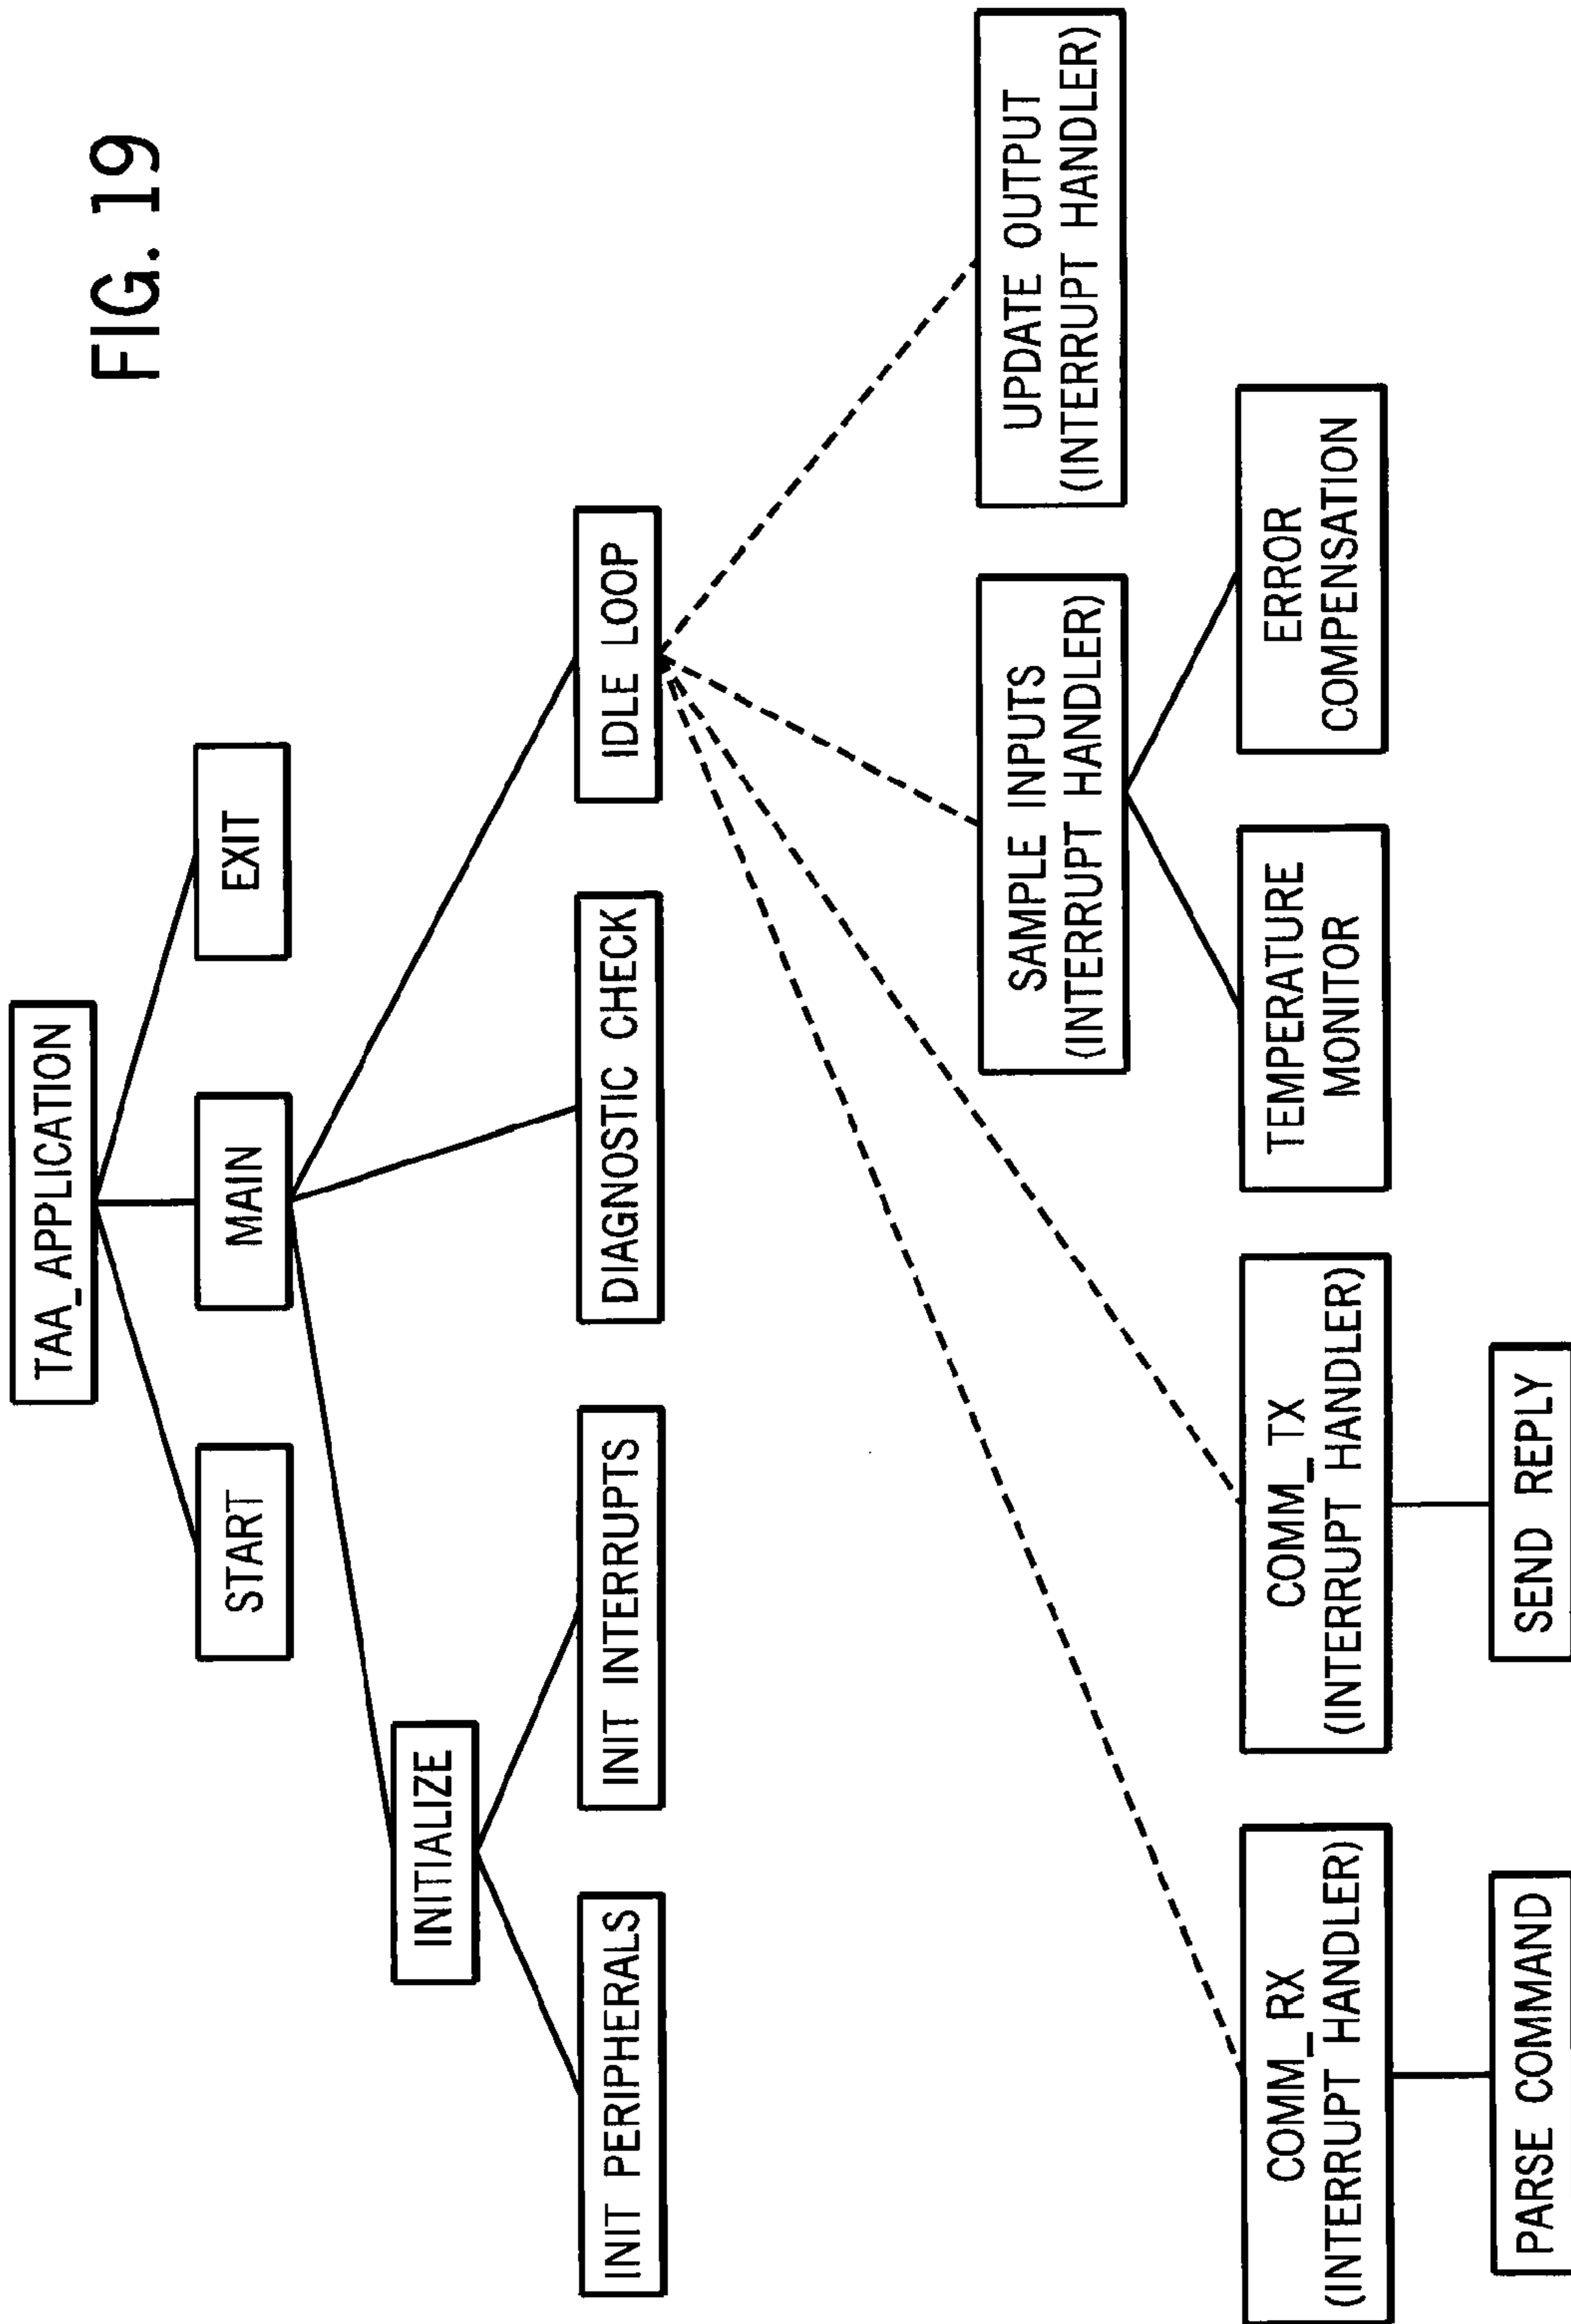 FIG. 19
TAA_APPLICATION
START
MAIN
EXIT
INITIALIZE
INIT PERIPHERALS
INIT INTERRUPTS
DIAGNOSTIC CHECK
IDLE LOOP
COMM_RX
(INTERRUPT HANDLER)
COMM_TX
(INTERRUPT HANDLER)
SAMPLE INPUTS
(INTERRUPT HANDLER)
UPDATE OUTPUT
(INTERRUPT HANDLER)
TEMPERATURE
MONITOR
ERROR
COMPENSATION
PARSE COMMAND
SEND REPLY